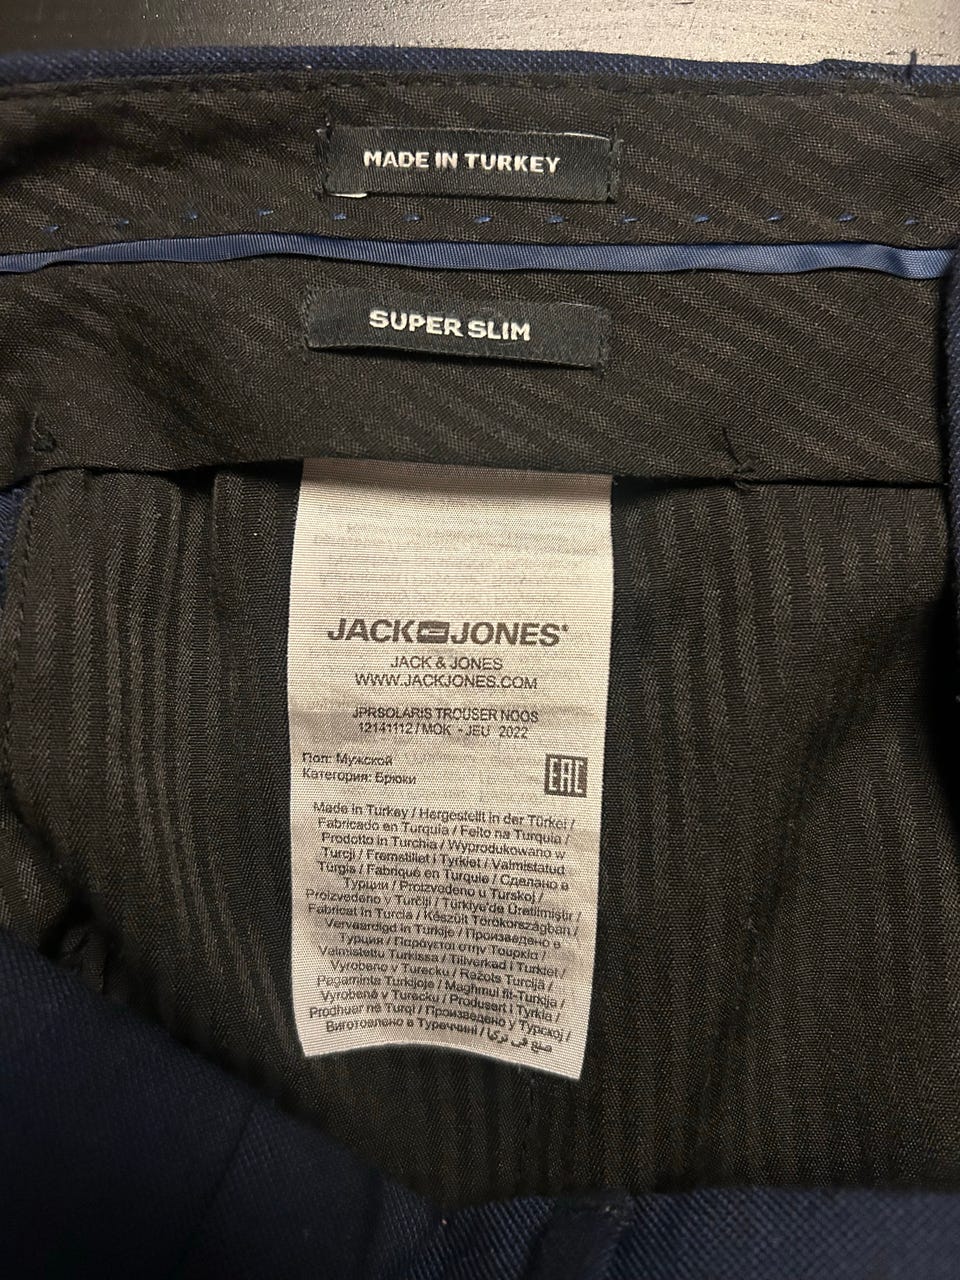 MADE IN TURKEY
SUPER SLIM
JACK JONES®
JACK & JONES
WWW.JACKJONES.COM
JPRSOLARIS TROUSER NOOS
12141112 / MOK - JEU 2022
Пол: Мужской
Категория: Брюки
EAC
Made in Turkey / Hergestellt in der Türkei /
Fabricado en Turquía / Feito na Turquia /
Prodotto in Turchia / Wyprodukowano w
Turcji / Fremstillet i Tyrkiet / Valmistatud
Türgis / Fabriqué en Turquie / Сделано в
Турции / Proizvedeno u Turskoj /
Proizvedeno v Turčiji / Türkiye'de Üretilmiştir /
Fabricat în Turcia / Készült Törökországban /
Vervaardigd in Turkije / Произведено в
Турция / Παράγεται στην Τουρκία /
Valmistettu Turkissa / Tillverkad i Turkiet /
Vyrobeno v Turecku / Ražots Turcijā /
Pagaminta Turkijoje / Magħmul fit-Turkija /
Vyrobené v Turecku / Produsert i Tyrkia /
Prodhuar në Turqi / Произведено у Турској /
Виготовлено в Туреччині / صنع في تركيا